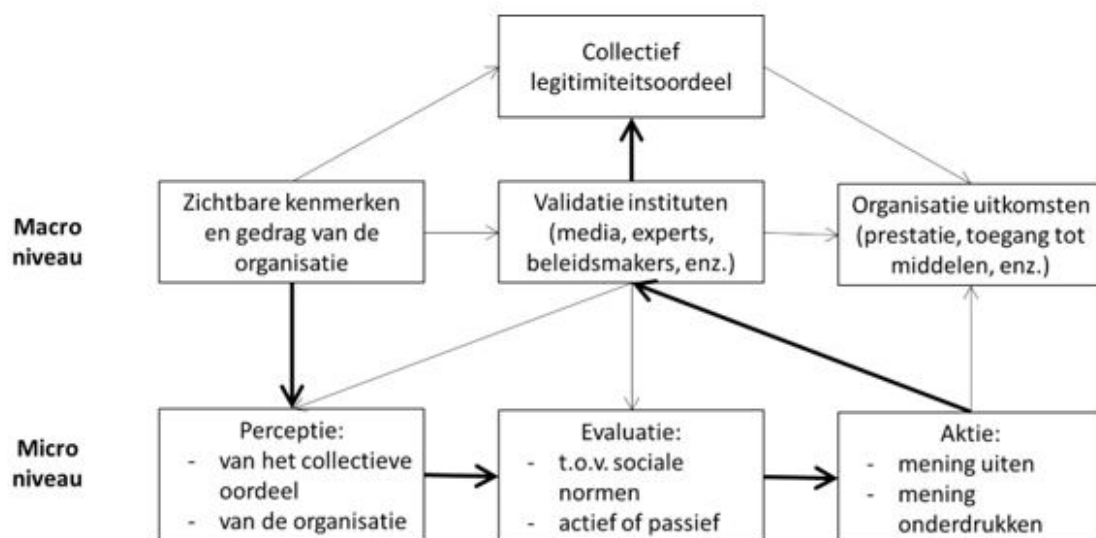 Collectief
legitimiteitsoordeel
Macro
niveau
Zichtbare kenmerken
en gedrag van de
organisatie
Validatie instituten
(media, experts,
beleidsmakers, enz.)
Organisatie uitkomsten
(prestatie, toegang tot
middelen, enz.)
Micro
niveau
Perceptie:
- van het collectieve
oordeel
- van de organisatie
Evaluatie:
- t.o.v. sociale
normen
- actief of passief
Aktie:
- mening uiten
- mening
onderdrukken